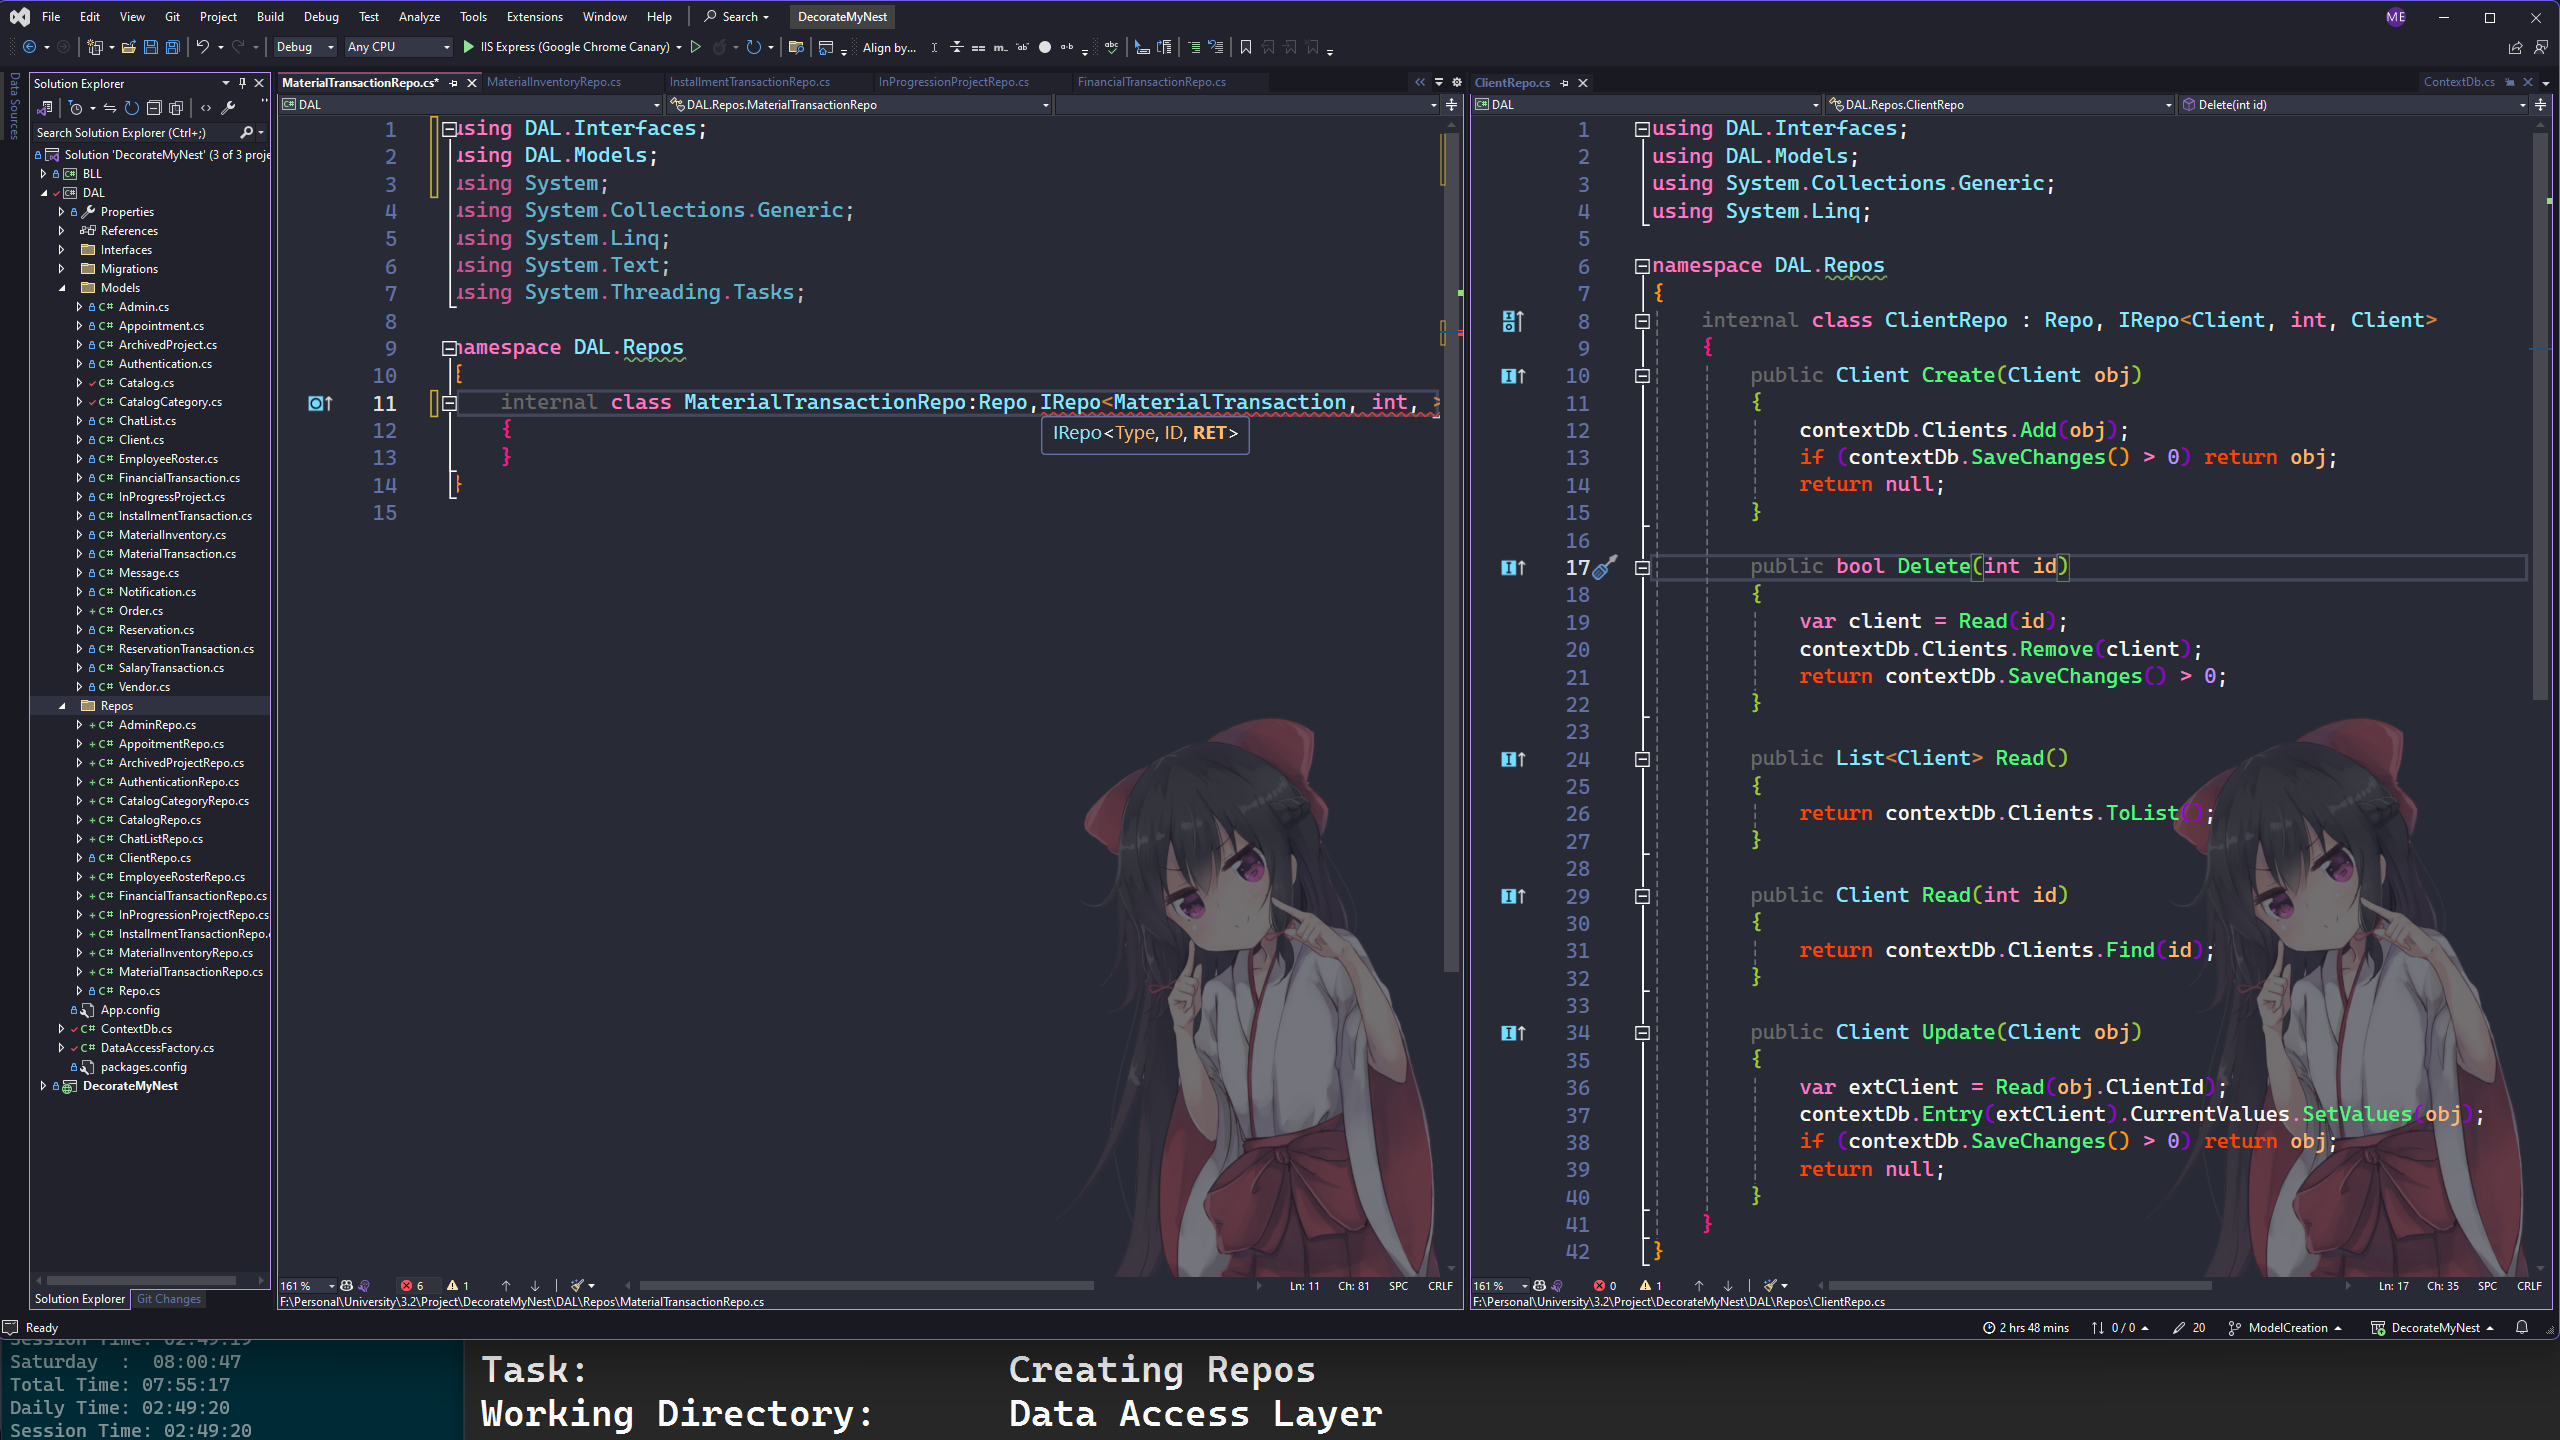 File Edit View Git Project Build Debug Test Analyze Tools Extensions Window Help Search DecorateMyNest ME
Debug Any CPU IIS Express (Google Chrome Canary) Align by...
Data Sources
Solution Explorer
Search Solution Explorer (Ctrl+;)
Solution 'DecorateMyNest' (3 of 3 proje
BLL
DAL
Properties
References
Interfaces
Migrations
Models
Admin.cs
Appointment.cs
ArchivedProject.cs
Authentication.cs
Catalog.cs
CatalogCategory.cs
ChatList.cs
Client.cs
EmployeeRoster.cs
FinancialTransaction.cs
InProgressProject.cs
InstallmentTransaction.cs
MaterialInventory.cs
MaterialTransaction.cs
Message.cs
Notification.cs
Order.cs
Reservation.cs
ReservationTransaction.cs
SalaryTransaction.cs
Vendor.cs
Repos
AdminRepo.cs
AppoitmentRepo.cs
ArchivedProjectRepo.cs
AuthenticationRepo.cs
CatalogCategoryRepo.cs
CatalogRepo.cs
ChatListRepo.cs
ClientRepo.cs
EmployeeRosterRepo.cs
FinancialTransactionRepo.cs
InProgressionProjectRepo.cs
InstallmentTransactionRepo.
MaterialInventoryRepo.cs
MaterialTransactionRepo.cs
Repo.cs
App.config
ContextDb.cs
DataAccessFactory.cs
packages.config
DecorateMyNest
Solution Explorer Git Changes
MaterialTransactionRepo.cs* MaterialInventoryRepo.cs InstallmentTransactionRepo.cs InProgressionProjectRepo.cs FinancialTransactionRepo.cs
DAL DAL.Repos.MaterialTransactionRepo
1 using DAL.Interfaces;
2 using DAL.Models;
3 using System;
4 using System.Collections.Generic;
5 using System.Linq;
6 using System.Text;
7 using System.Threading.Tasks;
8
9 namespace DAL.Repos
10 {
11 internal class MaterialTransactionRepo:Repo,IRepo<MaterialTransaction, int, >
IRepo<Type, ID, RET>
12 {
13 }
14 }
15
161 % 6 1 Ln: 11 Ch: 81 SPC CRLF
F:\Personal\University\3.2\Project\DecorateMyNest\DAL\Repos\MaterialTransactionRepo.cs
ClientRepo.cs ContextDb.cs
DAL DAL.Repos.ClientRepo Delete(int id)
1 using DAL.Interfaces;
2 using DAL.Models;
3 using System.Collections.Generic;
4 using System.Linq;
5
6 namespace DAL.Repos
7 {
8 internal class ClientRepo : Repo, IRepo<Client, int, Client>
9 {
10 public Client Create(Client obj)
11 {
12 contextDb.Clients.Add(obj);
13 if (contextDb.SaveChanges() > 0) return obj;
14 return null;
15 }
16
17 public bool Delete(int id)
18 {
19 var client = Read(id);
20 contextDb.Clients.Remove(client);
21 return contextDb.SaveChanges() > 0;
22 }
23
24 public List<Client> Read()
25 {
26 return contextDb.Clients.ToList();
27 }
28
29 public Client Read(int id)
30 {
31 return contextDb.Clients.Find(id);
32 }
33
34 public Client Update(Client obj)
35 {
36 var extClient = Read(obj.ClientId);
37 contextDb.Entry(extClient).CurrentValues.SetValues(obj);
38 if (contextDb.SaveChanges() > 0) return obj;
39 return null;
40 }
41 }
42 }
161 % 0 1 Ln: 17 Ch: 35 SPC CRLF
F:\Personal\University\3.2\Project\DecorateMyNest\DAL\Repos\ClientRepo.cs
Ready 2 hrs 48 mins 0 / 0 20 ModelCreation DecorateMyNest
Session Time: 02:49:19
Saturday : 08:00:47
Total Time: 07:55:17
Daily Time: 02:49:20
Session Time: 02:49:20
Task: Creating Repos
Working Directory: Data Access Layer